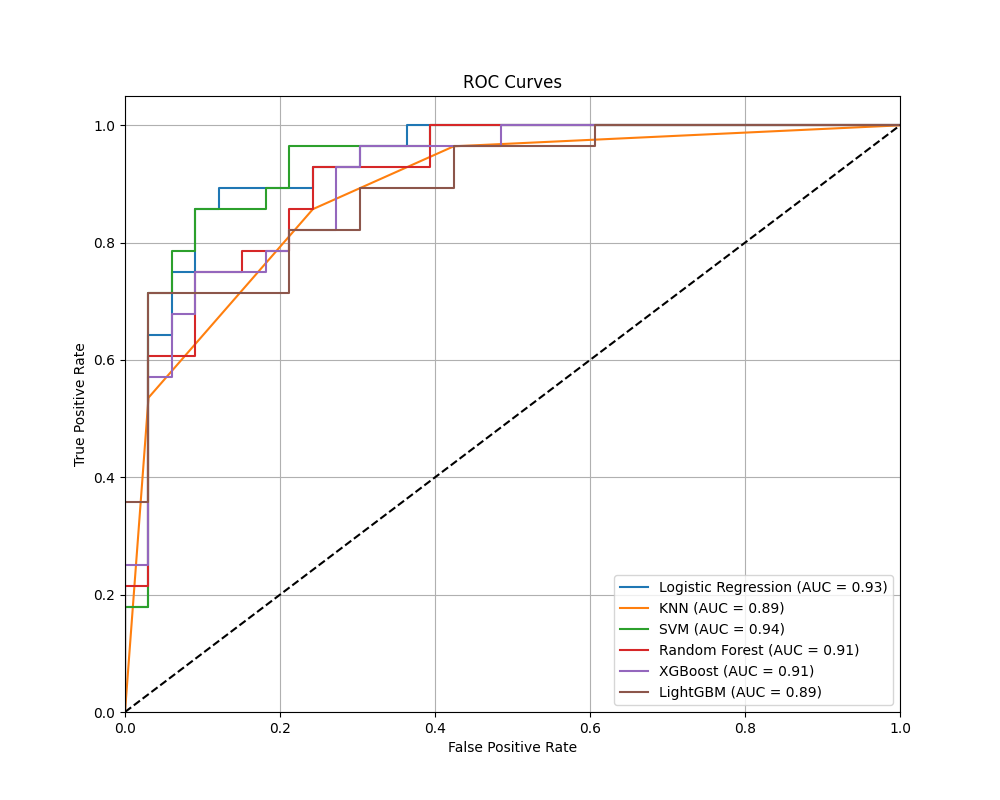 ROC Curves
True Positive Rate
1.0
0.8
0.6
0.4
0.2
0.0
Logistic Regression (AUC = 0.93)
KNN (AUC = 0.89)
SVM (AUC = 0.94)
Random Forest (AUC = 0.91)
XGBoost (AUC = 0.91)
LightGBM (AUC = 0.89)
0.0 0.2 0.4 0.6 0.8 1.0
False Positive Rate